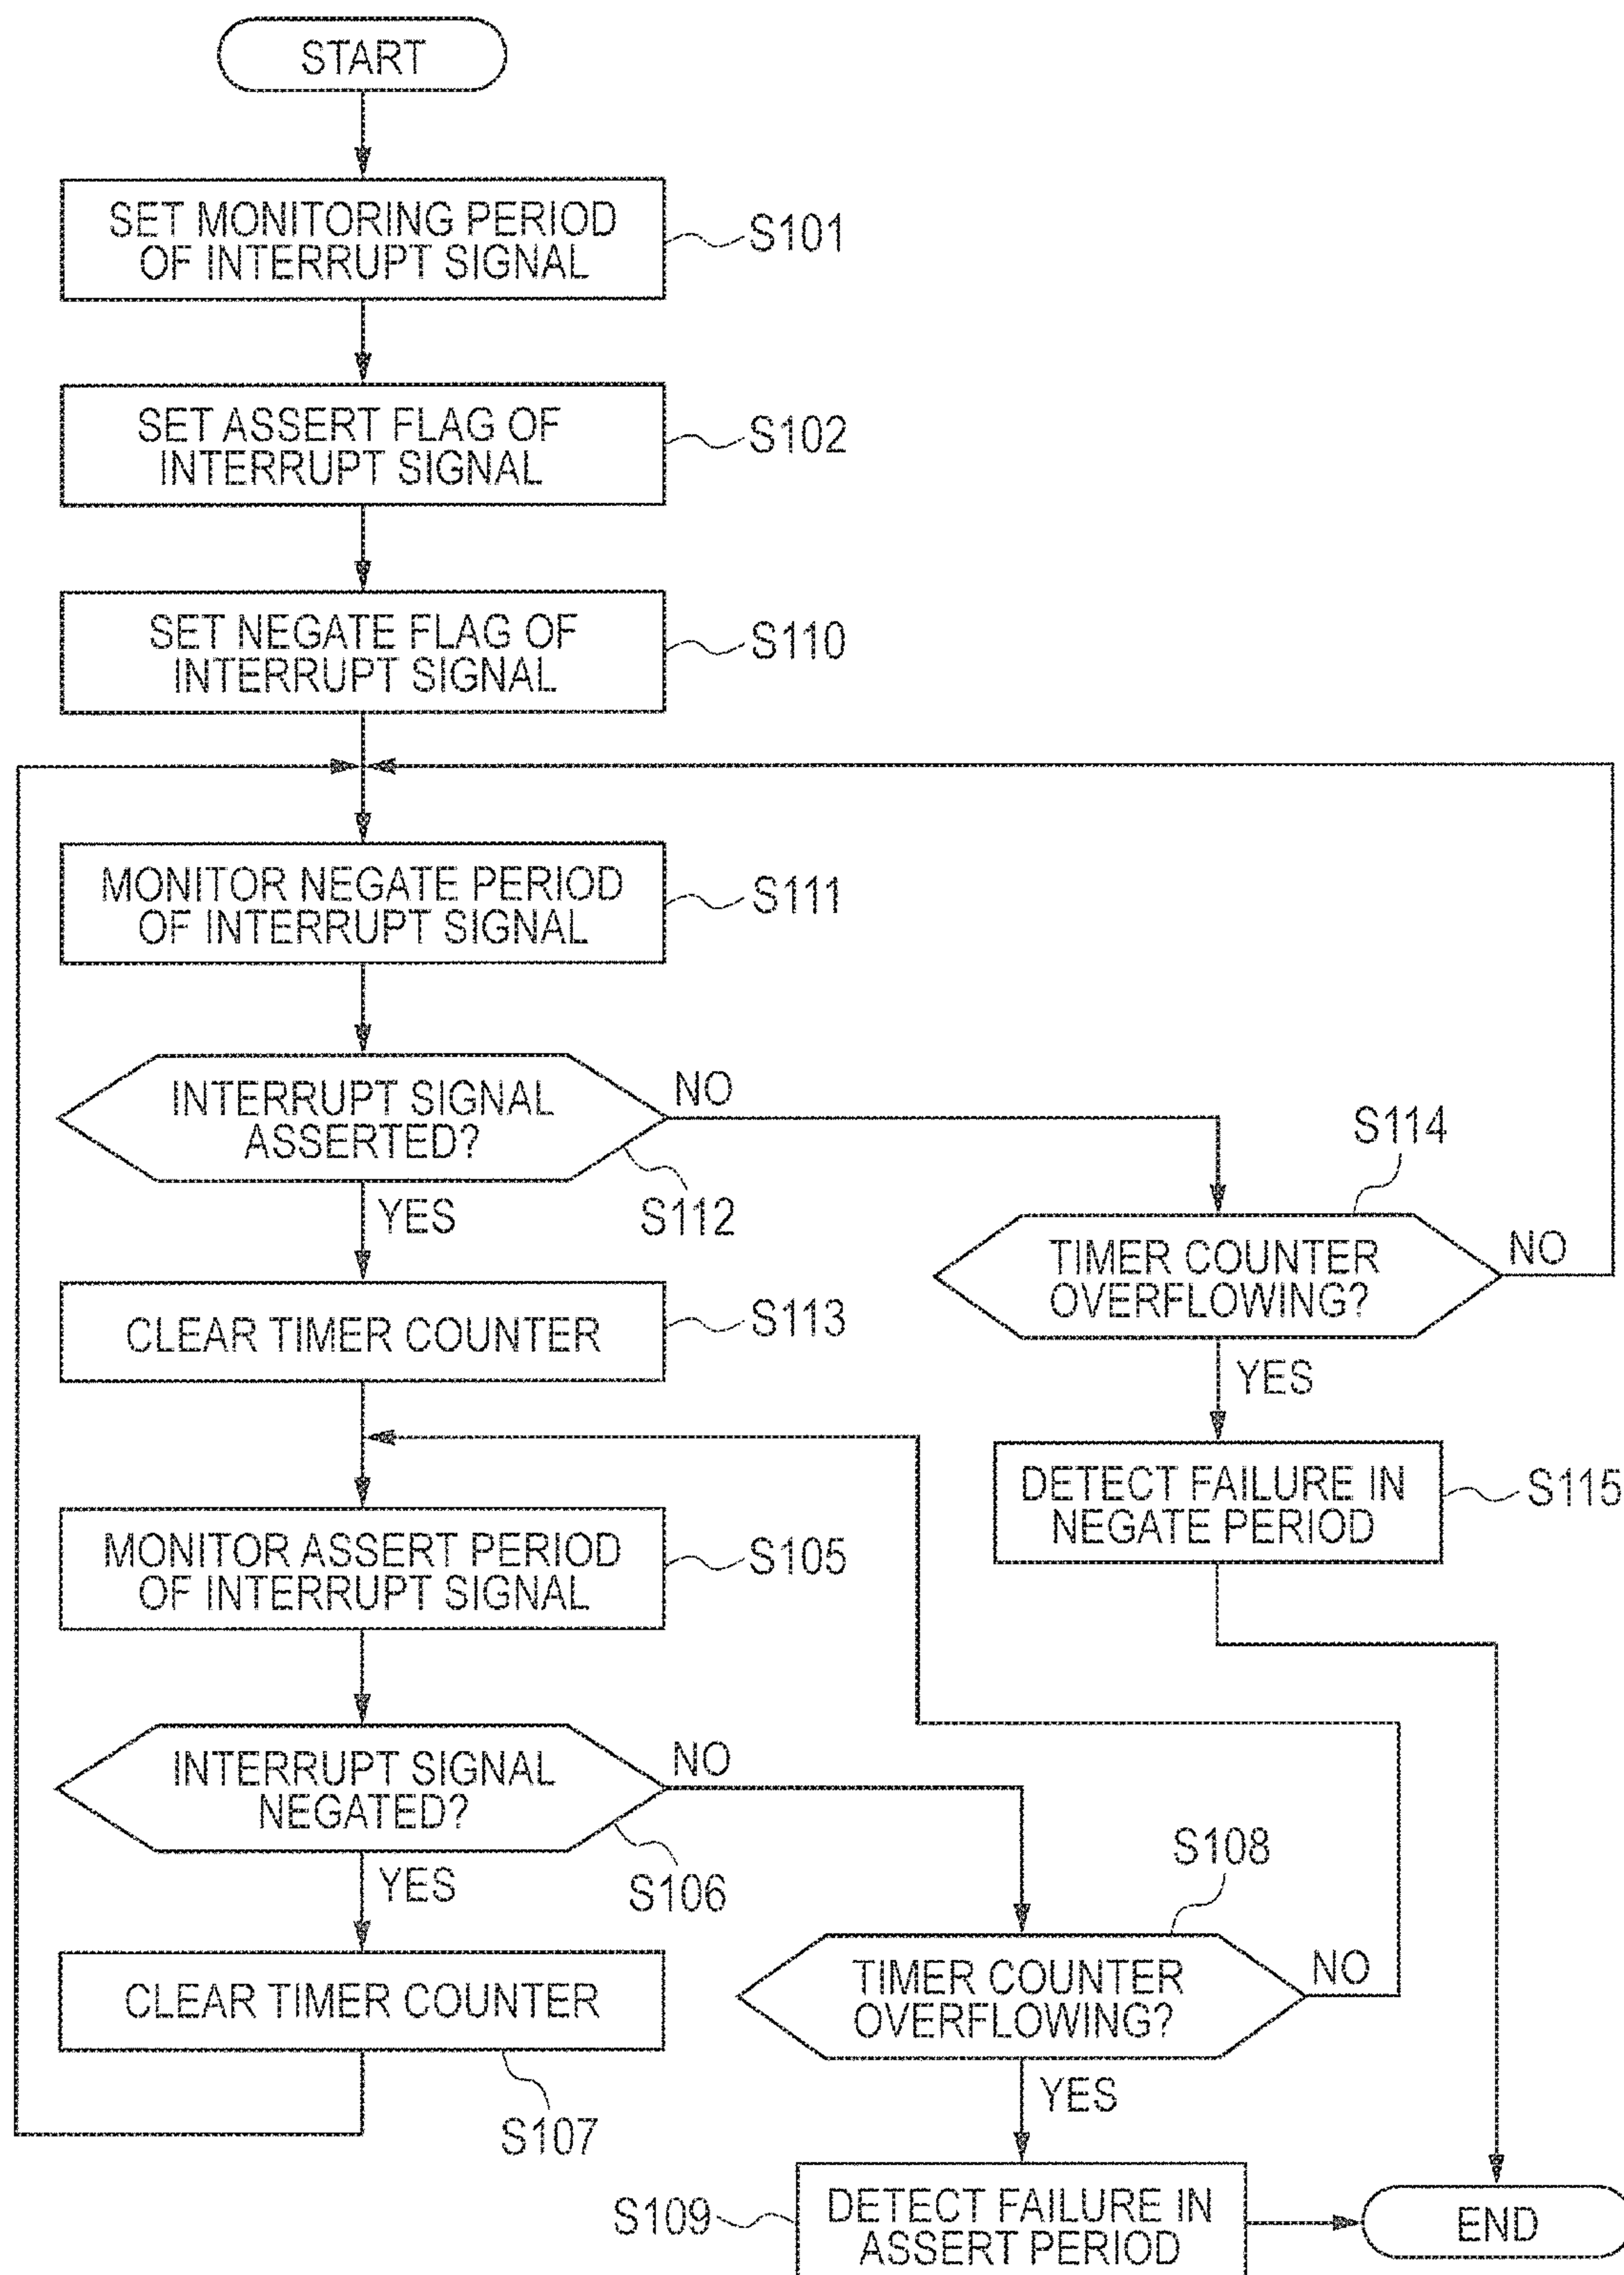 START
SET MONITORING PERIOD
OF INTERRUPT SIGNAL
S101
SET ASSERT FLAG OF
INTERRUPT SIGNAL
S102
SET NEGATE FLAG OF
INTERRUPT SIGNAL
S110
MONITOR NEGATE PERIOD
OF INTERRUPT SIGNAL
S111
INTERRUPT SIGNAL
ASSERTED?
NO
S112
YES
S114
TIMER COUNTER
OVERFLOWING?
NO
YES
CLEAR TIMER COUNTER
S113
DETECT FAILURE IN
NEGATE PERIOD
S115
MONITOR ASSERT PERIOD
OF INTERRUPT SIGNAL
S105
INTERRUPT SIGNAL
NEGATED?
NO
S106
YES
S108
TIMER COUNTER
OVERFLOWING?
NO
YES
CLEAR TIMER COUNTER
S107
S109
DETECT FAILURE IN
ASSERT PERIOD
END